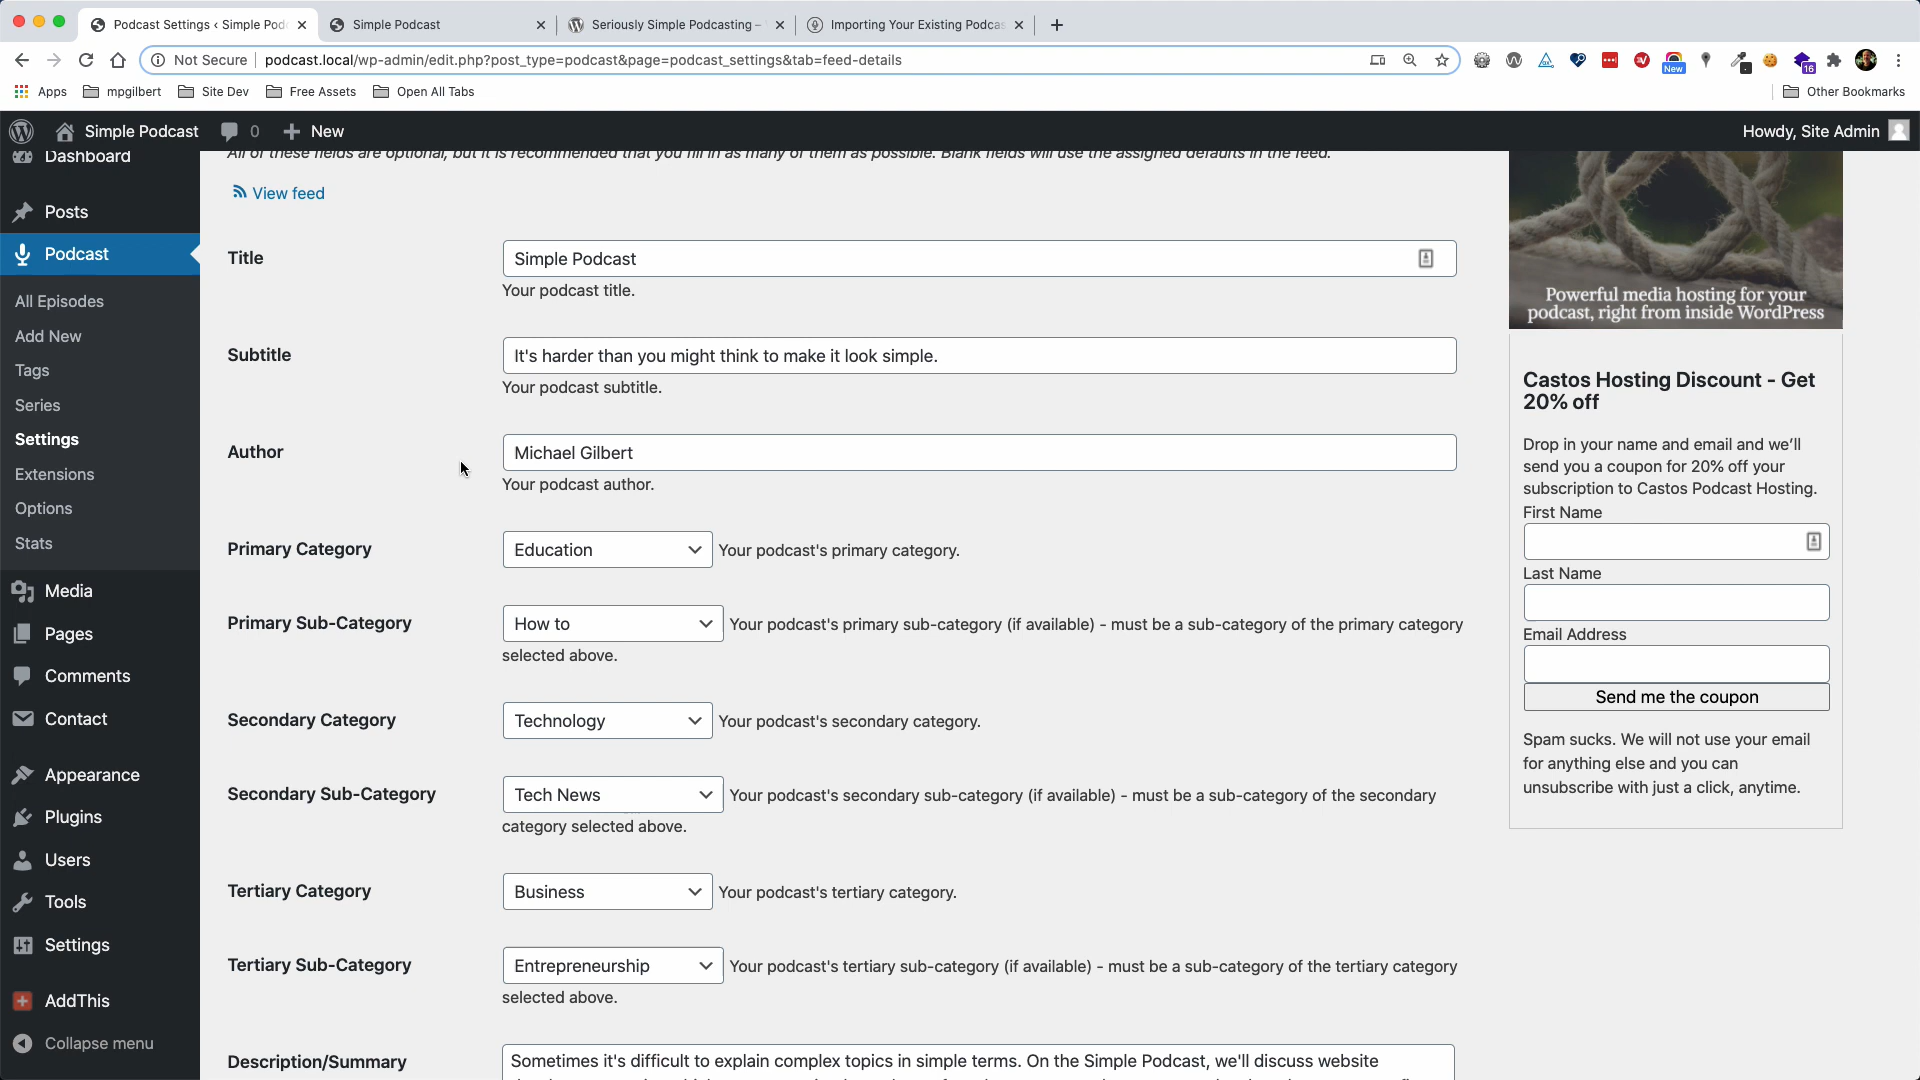 Podcast Settings ‹ Simple Pod
Simple Podcast
Seriously Simple Podcasting –
Importing Your Existing Podca
Not Secure
podcast.local/wp-admin/edit.php?post_type=podcast&page=podcast_settings&tab=feed-details
New
16
Apps
mpgilbert
Site Dev
Free Assets
Open All Tabs
Other Bookmarks
Simple Podcast
0
New
Howdy, Site Admin
Dashboard
Posts
Podcast
All Episodes
Add New
Tags
Series
Settings
Extensions
Options
Stats
Media
Pages
Comments
Contact
Appearance
Plugins
Users
Tools
Settings
AddThis
Collapse menu
All of these fields are optional, but it is recommended that you fill in as many of them as possible. Blank fields will use the assigned defaults in the feed.
View feed
Title
Simple Podcast
Your podcast title.
Subtitle
It's harder than you might think to make it look simple.
Your podcast subtitle.
Author
Michael Gilbert
Your podcast author.
Primary Category
Education
Your podcast's primary category.
Primary Sub-Category
How to
Your podcast's primary sub-category (if available) - must be a sub-category of the primary category
selected above.
Secondary Category
Technology
Your podcast's secondary category.
Secondary Sub-Category
Tech News
Your podcast's secondary sub-category (if available) - must be a sub-category of the secondary
category selected above.
Tertiary Category
Business
Your podcast's tertiary category.
Tertiary Sub-Category
Entrepreneurship
Your podcast's tertiary sub-category (if available) - must be a sub-category of the tertiary category
selected above.
Description/Summary
Sometimes it's difficult to explain complex topics in simple terms. On the Simple Podcast, we'll discuss website
Powerful media hosting for your
podcast, right from inside WordPress
Castos Hosting Discount - Get
20% off
Drop in your name and email and we'll
send you a coupon for 20% off your
subscription to Castos Podcast Hosting.
First Name
Last Name
Email Address
Send me the coupon
Spam sucks. We will not use your email
for anything else and you can
unsubscribe with just a click, anytime.